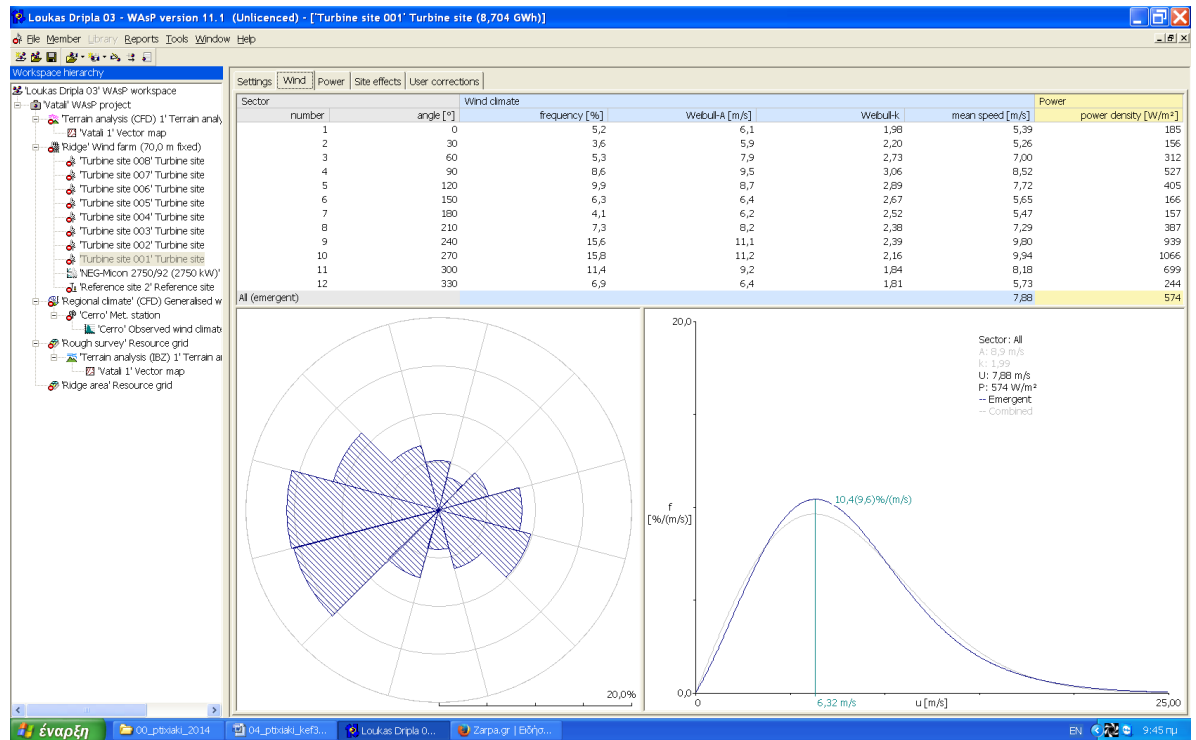 Loukas Dripla 03 - WAsP version 11.1 (Unlicenced) - ['Turbine site 001' Turbine site (8,704 GWh)]
File Member Library Reports Tools Window Help
Workspace hierarchy
'Loukas Dripla 03' WAsP workspace
'Vatali' WAsP project
'Terrain analysis (CFD) 1' Terrain analy
'Vatali 1' Vector map
'Ridge' Wind farm (70,0 m fixed)
'Turbine site 008' Turbine site
'Turbine site 007' Turbine site
'Turbine site 006' Turbine site
'Turbine site 005' Turbine site
'Turbine site 004' Turbine site
'Turbine site 003' Turbine site
'Turbine site 002' Turbine site
'Turbine site 001' Turbine site
'NEG-Micon 2750/92 (2750 kW)'
'Reference site 2' Reference site
'Regional climate' (CFD) Generalised w
'Cerro' Met. station
'Cerro' Observed wind climate
'Rough survey' Resource grid
'Terrain analysis (IBZ) 1' Terrain an
'Vatali 1' Vector map
'Ridge area' Resource grid
Settings Wind Power Site effects User corrections
Sector Wind climate Power
number angle [°] frequency [%] Weibull-A [m/s] Weibull-k mean speed [m/s] power density [W/m²]
1 0 5,2 6,1 1,98 5,39 185
2 30 3,6 5,9 2,20 5,26 156
3 60 5,3 7,9 2,73 7,00 312
4 90 8,6 9,5 3,06 8,52 527
5 120 9,9 8,7 2,89 7,72 405
6 150 6,3 6,4 2,67 5,65 166
7 180 4,1 6,2 2,52 5,47 157
8 210 7,3 8,2 2,38 7,29 387
9 240 15,6 11,1 2,39 9,80 939
10 270 15,8 11,2 2,16 9,94 1066
11 300 11,4 9,2 1,84 8,18 699
12 330 6,9 6,4 1,81 5,73 244
All (emergent) 7,88 574
20,0%
20,0
Sector: All
A: 8,9 m/s
k: 1,99
U: 7,88 m/s
P: 574 W/m²
-- Emergent
-- Combined
10,4(9,6)%/(m/s)
f
[%/(m/s)]
0,0
0 6,32 m/s u [m/s] 25,00
έναρξη 00_ptixiaki_2014 04_ptixiaki_kef3... Loukas Dripla 0... Zarpa.gr | Ειδήσ... EN 9:45 πμ